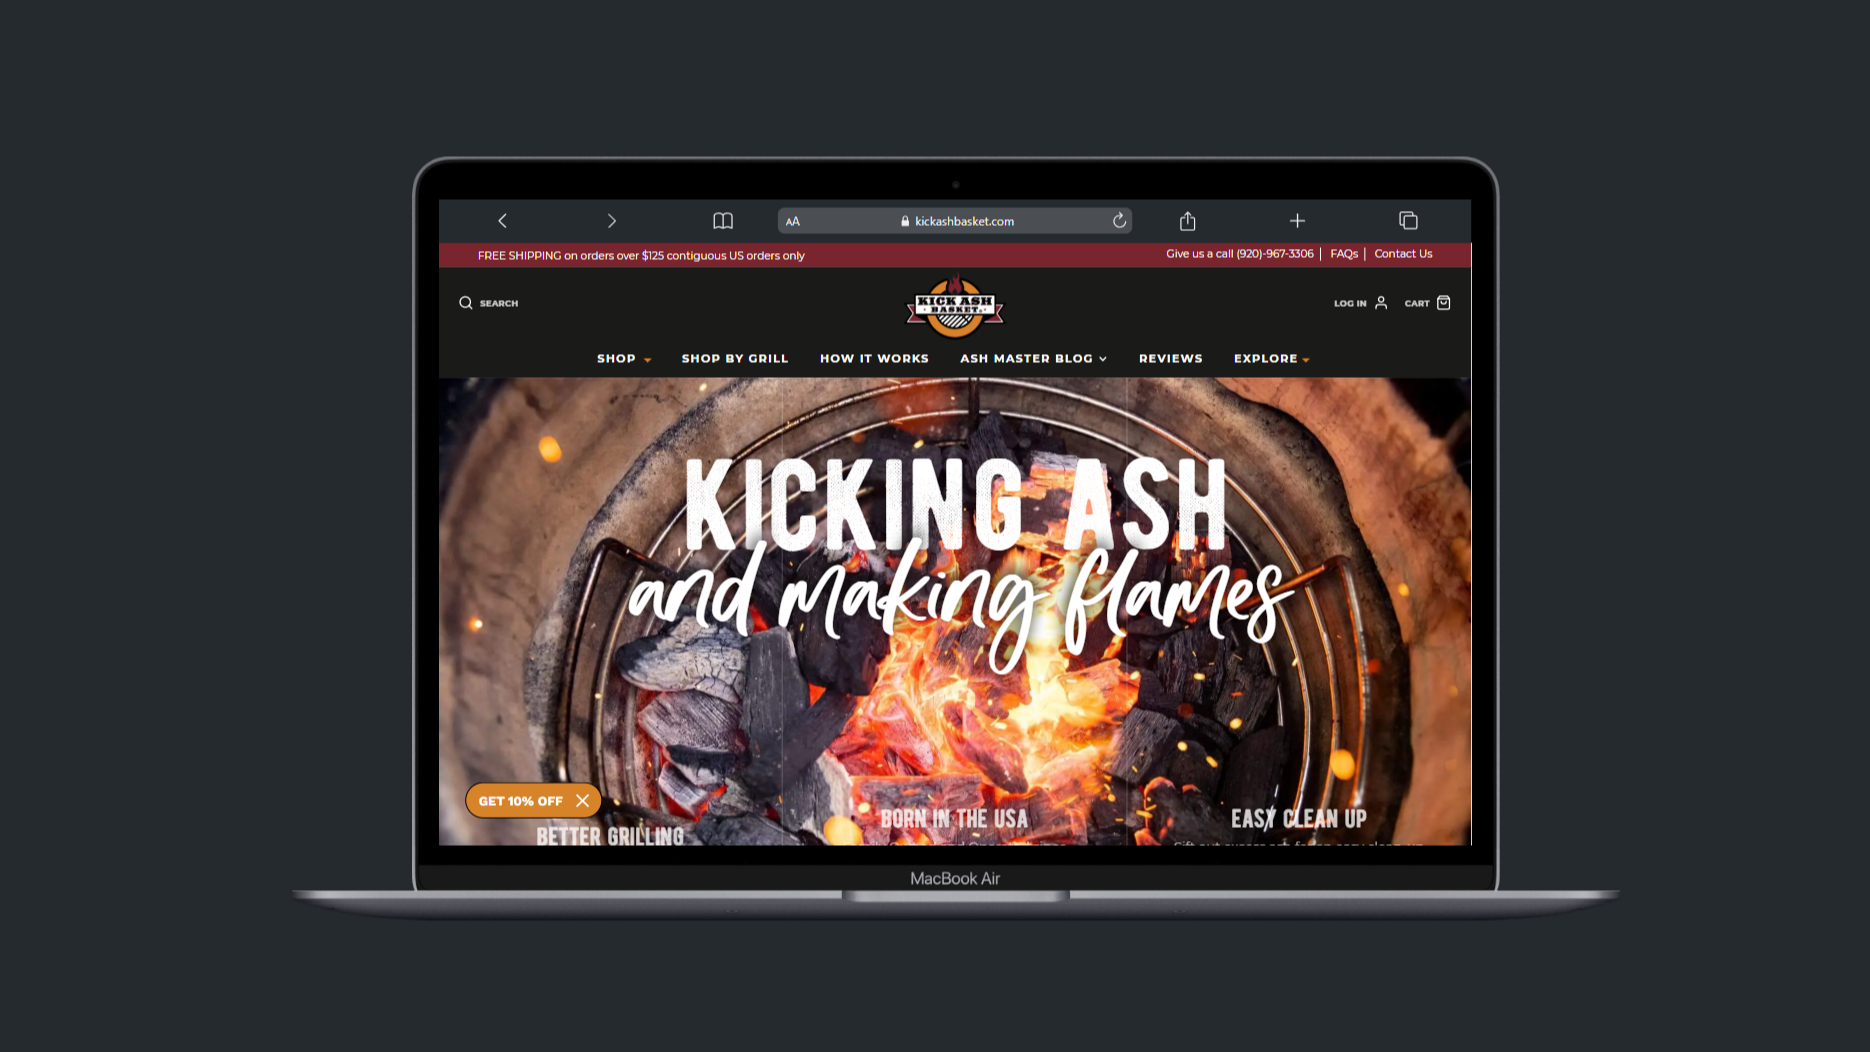 AA kickashbasket.com
FREE SHIPPING on orders over $125 contiguous US orders only
Give us a call (920)-967-3306 | FAQs | Contact Us
SEARCH
KICK ASH
BASKET
LOG IN
CART
SHOP SHOP BY GRILL HOW IT WORKS ASH MASTER BLOG REVIEWS EXPLORE
KICKING ASH
and making flames
GET 10% OFF
BETTER GRILLING
BORN IN THE USA
EASY CLEAN UP
MacBook Air